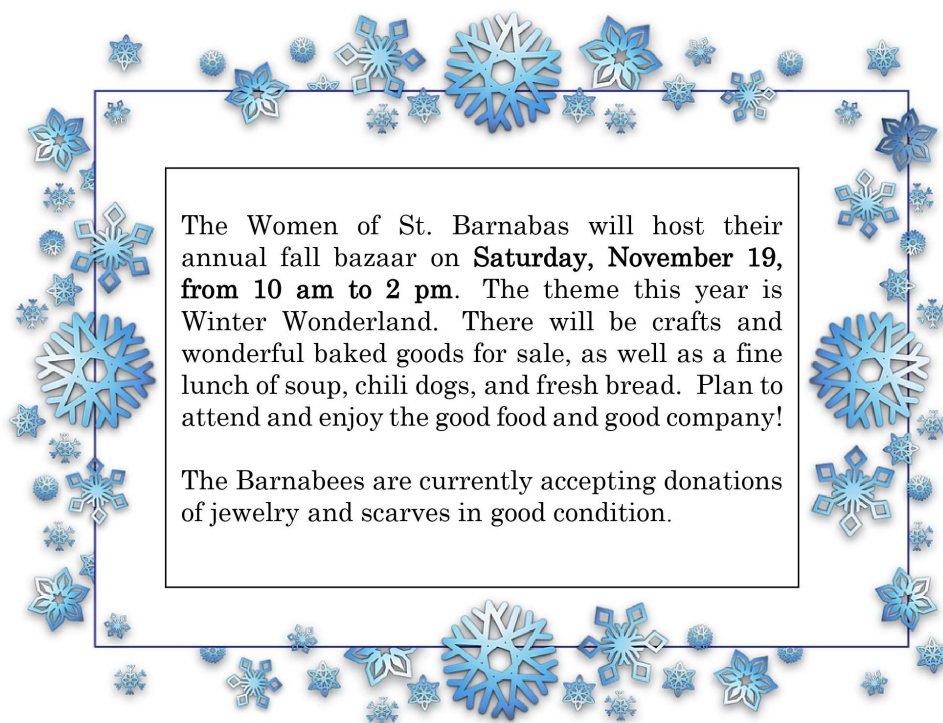 The Women of St. Barnabas will host their
annual fall bazaar on Saturday, November 19,
from 10 am to 2 pm. The theme this year is
Winter Wonderland. There will be crafts and
wonderful baked goods for sale, as well as a fine
lunch of soup, chili dogs, and fresh bread. Plan to
attend and enjoy the good food and good company!
The Barnabees are currently accepting donations
of jewelry and scarves in good condition.